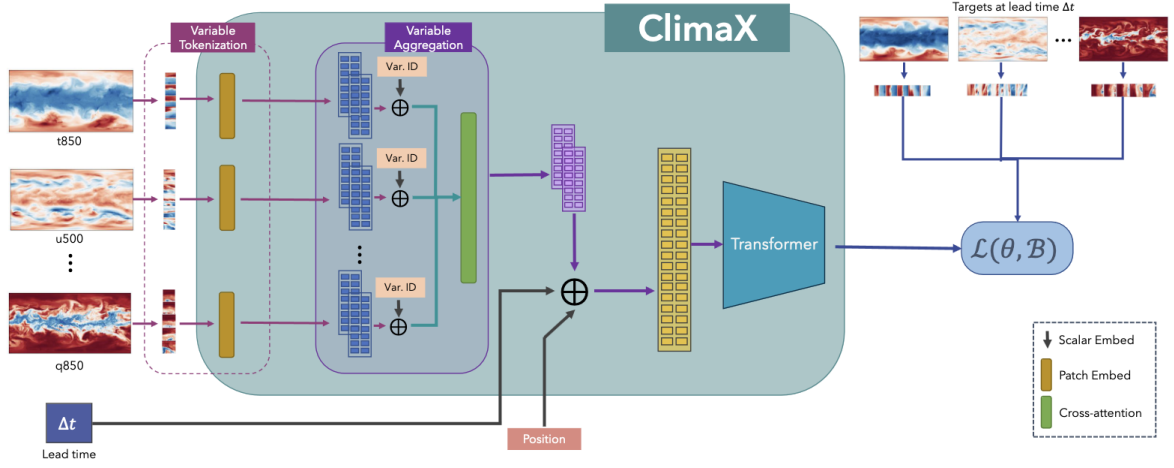 Variable
Tokenization
Variable
Aggregation
ClimaX
Targets at lead time Δt
Var. ID
t850
Var. ID
u500
Var. ID
q850
Transformer
ℒ(θ, ℬ)
Δt
Lead time
Position
Scalar Embed
Patch Embed
Cross-attention